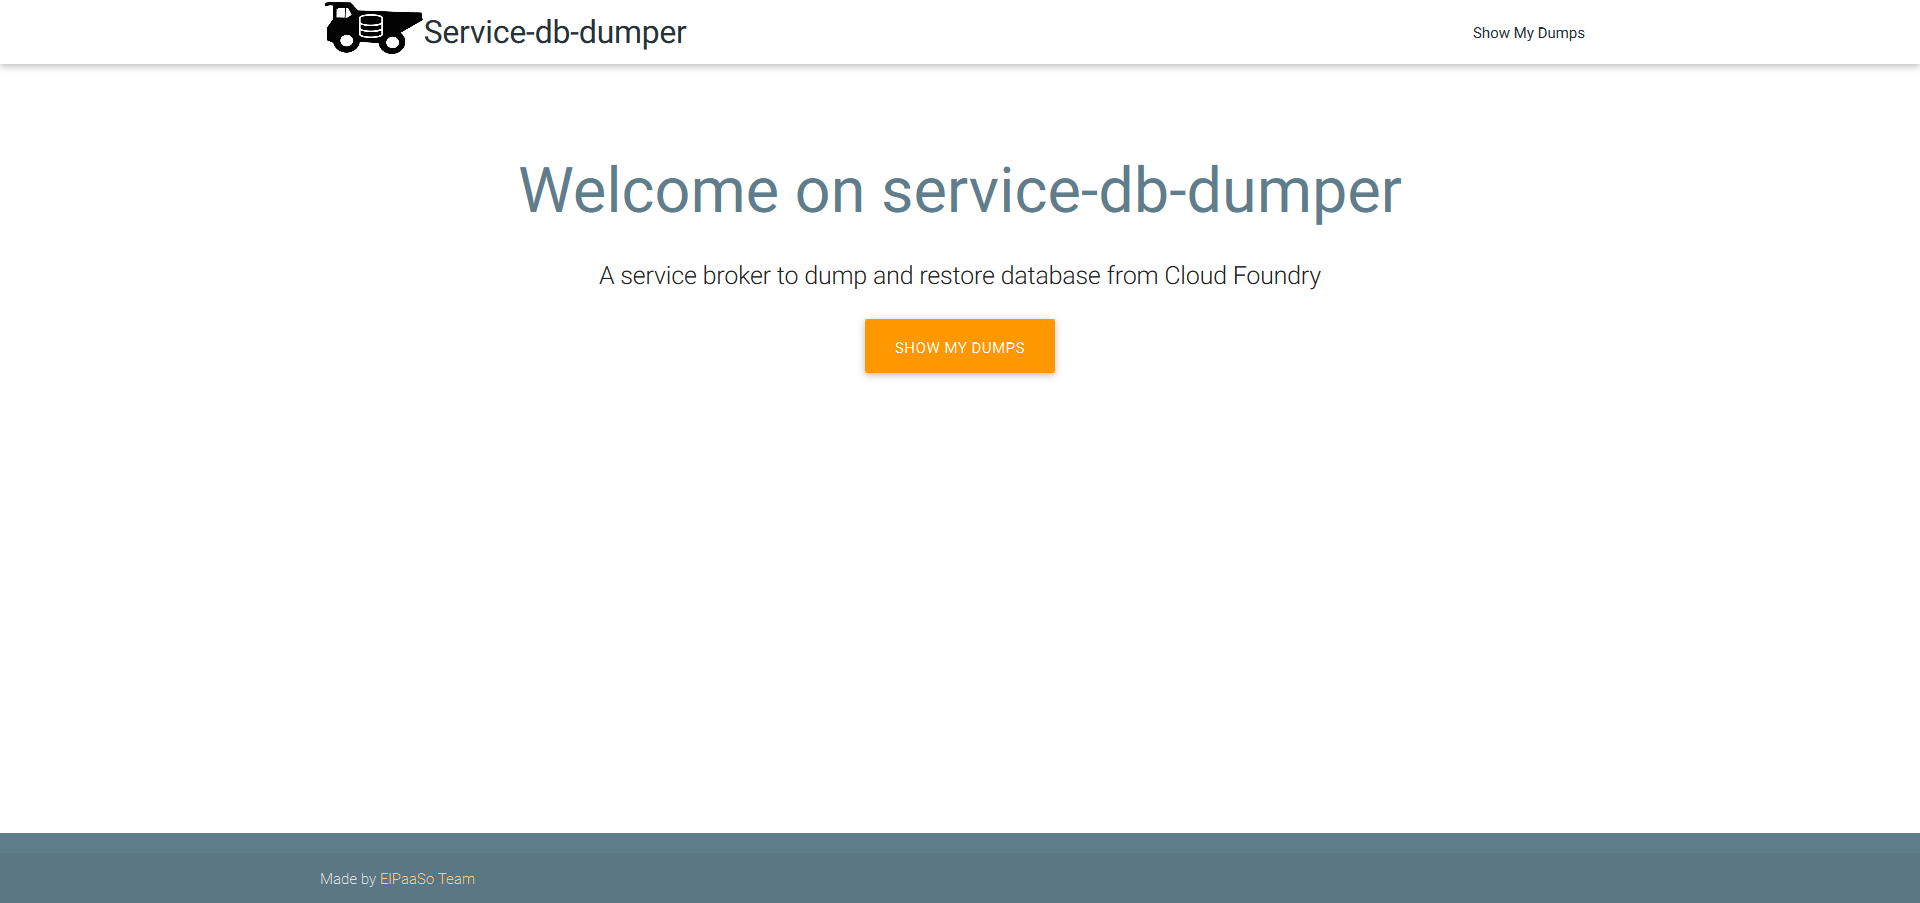 Service-db-dumper
Show My Dumps
Welcome on service-db-dumper
A service broker to dump and restore database from Cloud Foundry
SHOW MY DUMPS
Made by ElPaaSo Team